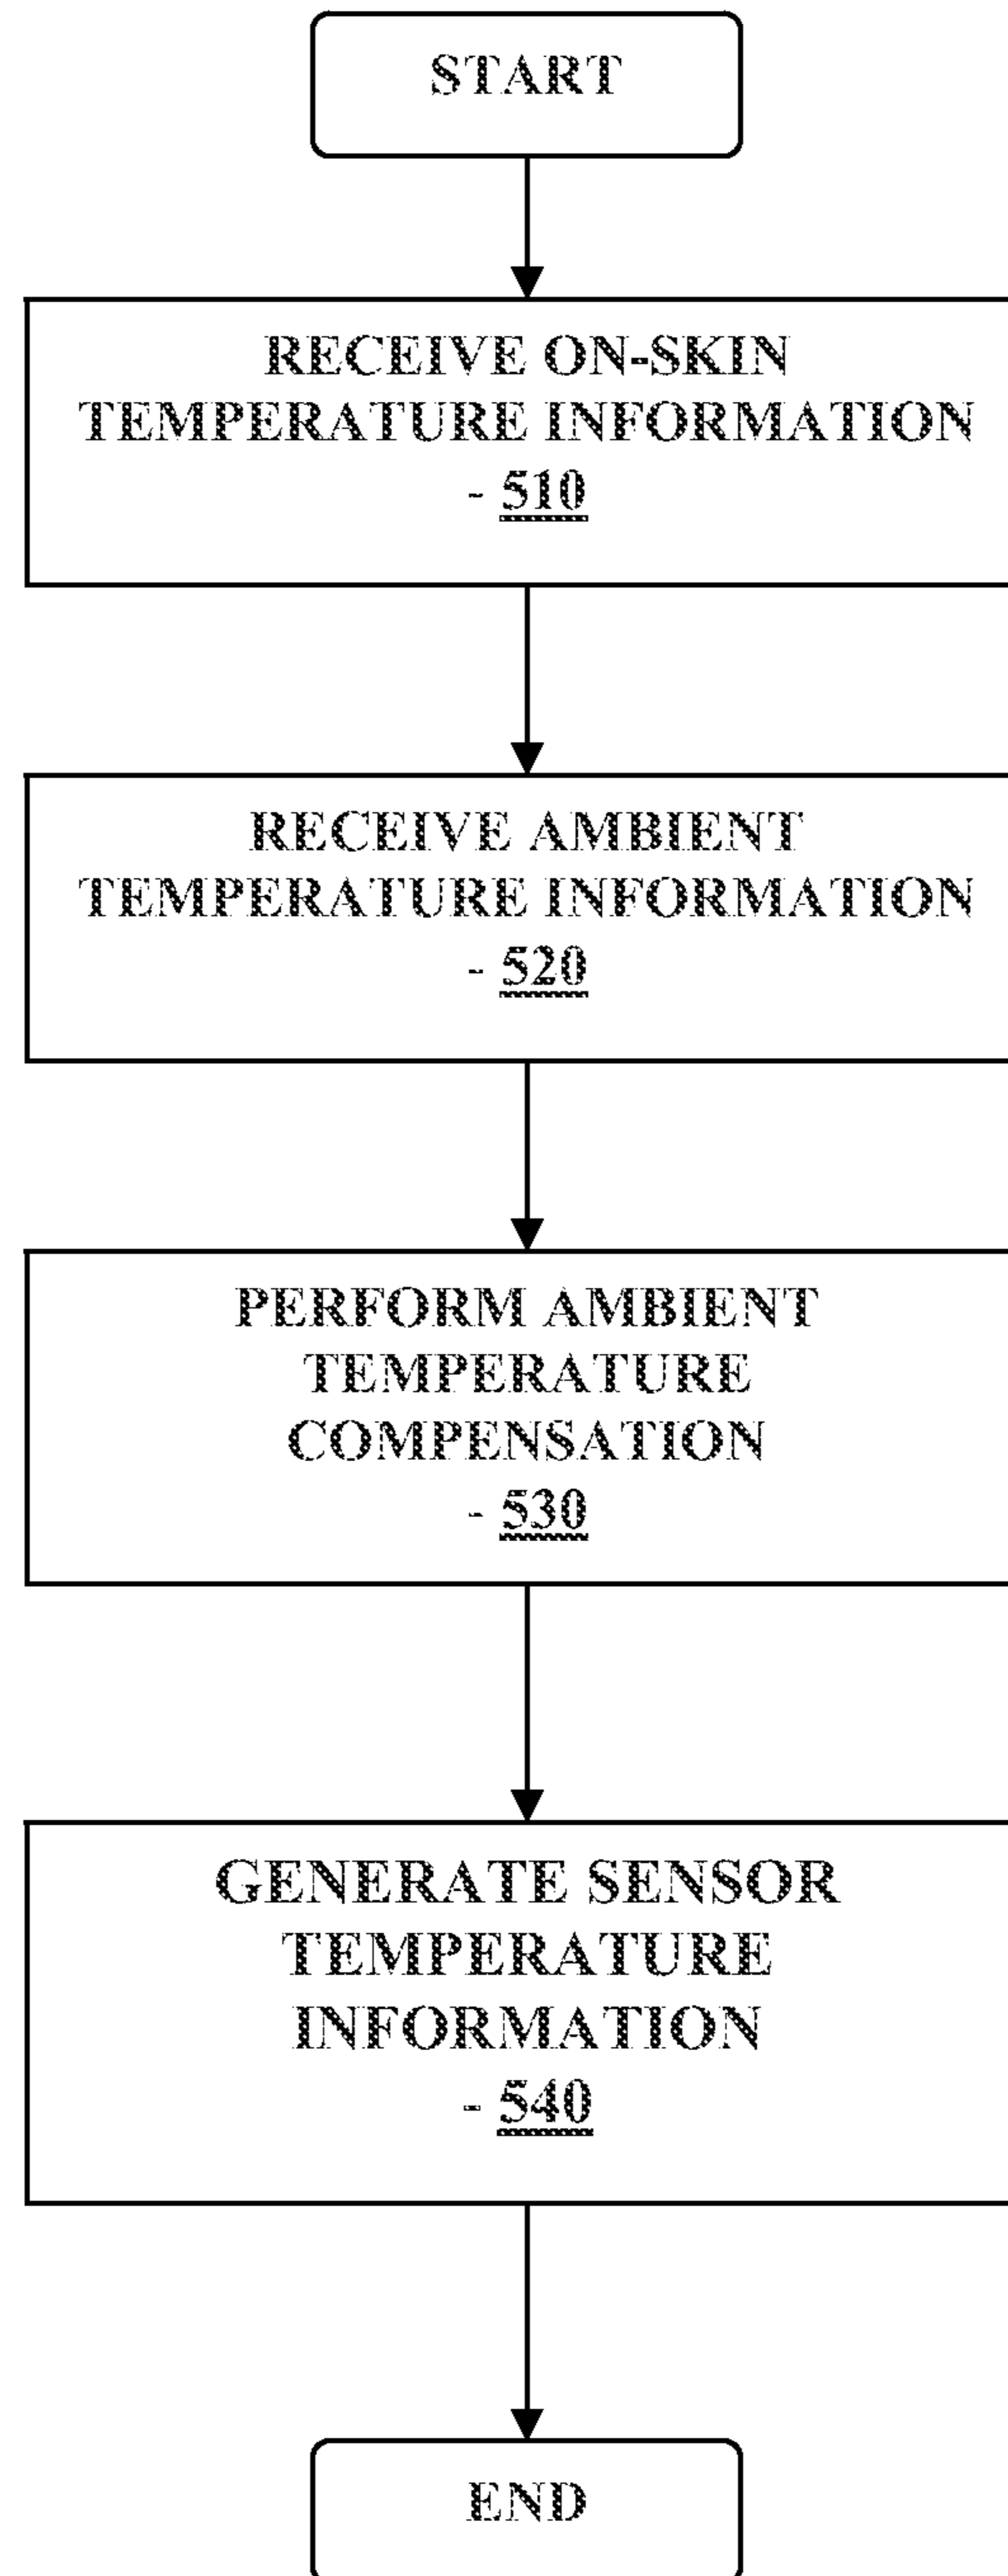 START
RECEIVE ON-SKIN
TEMPERATURE INFORMATION
- 510
RECEIVE AMBIENT
TEMPERATURE INFORMATION
- 520
PERFORM AMBIENT
TEMPERATURE
COMPENSATION
- 530
GENERATE SENSOR
TEMPERATURE
INFORMATION
- 540
END